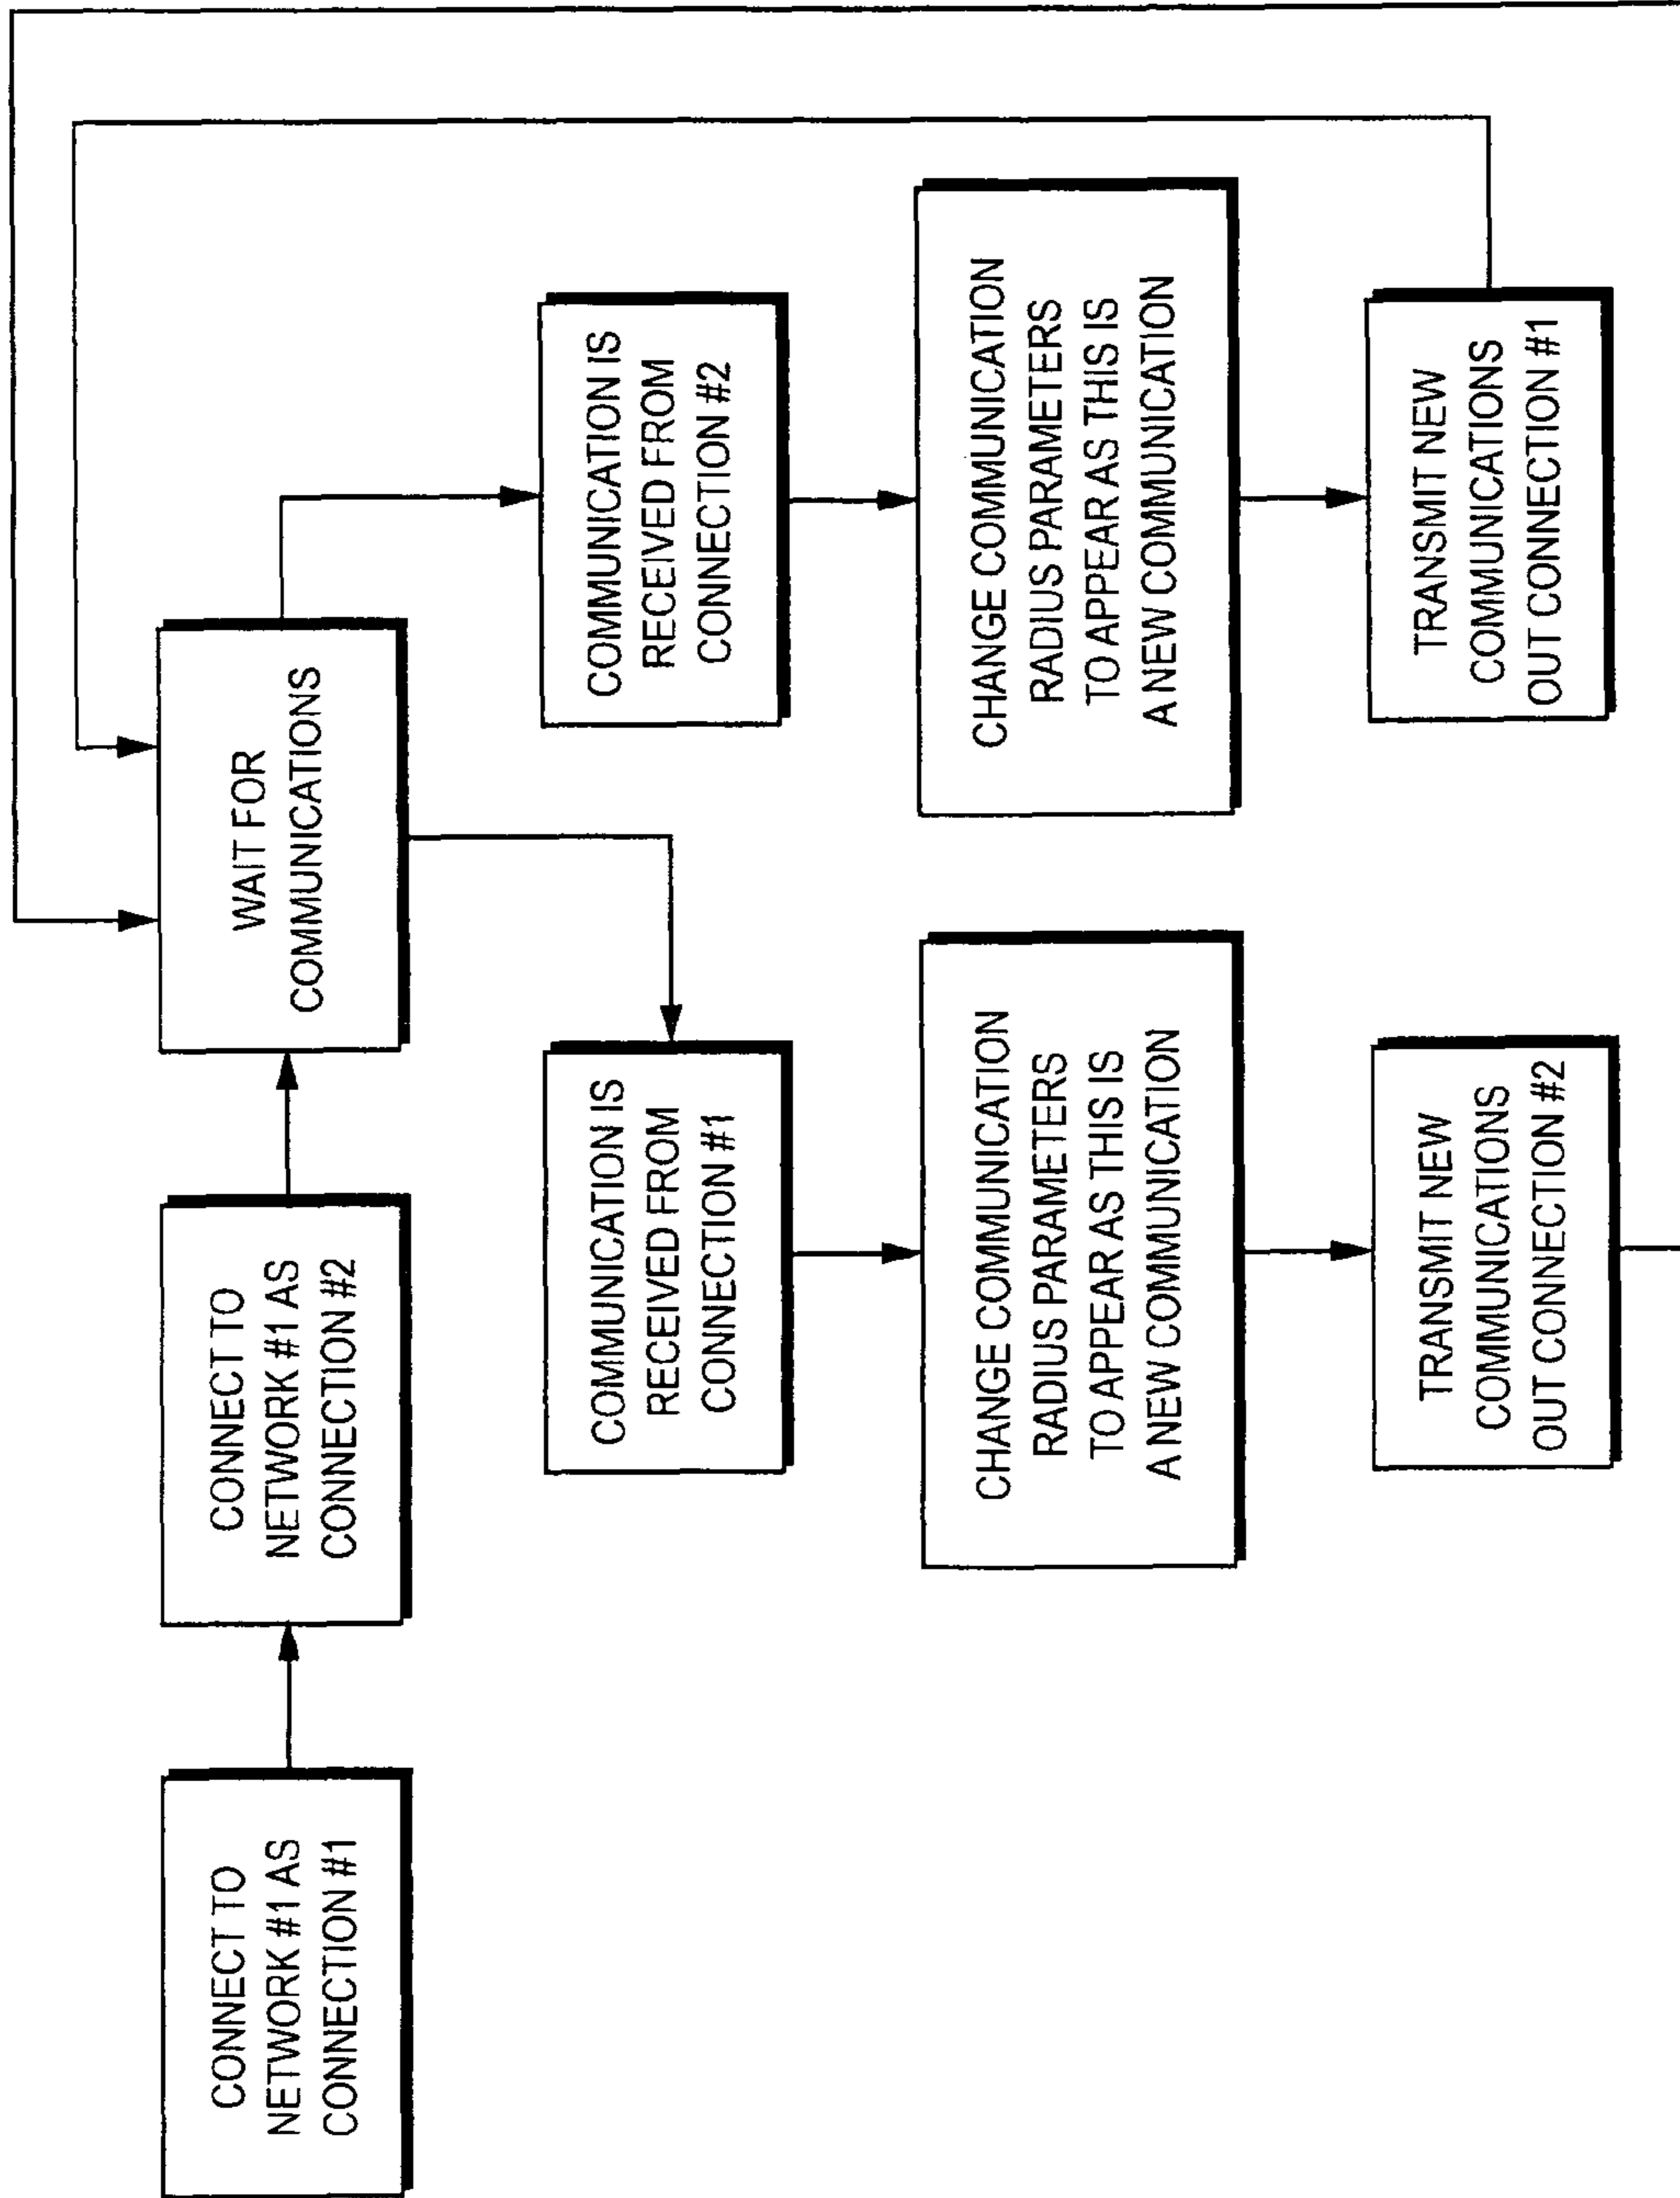 CONNECT TO
NETWORK #1 AS
CONNECTION #1
CONNECT TO
NETWORK #1 AS
CONNECTION #2
WAIT FOR
COMMUNICATIONS
COMMUNICATION IS
RECEIVED FROM
CONNECTION #1
CHANGE COMMUNICATION
RADIUS PARAMETERS
TO APPEAR AS THIS IS
A NEW COMMUNICATION
TRANSMIT NEW
COMMUNICATIONS
OUT CONNECTION #2
COMMUNICATION IS
RECEIVED FROM
CONNECTION #2
CHANGE COMMUNICATION
RADIUS PARAMETERS
TO APPEAR AS THIS IS
A NEW COMMUNICATION
TRANSMIT NEW
COMMUNICATIONS
OUT CONNECTION #1